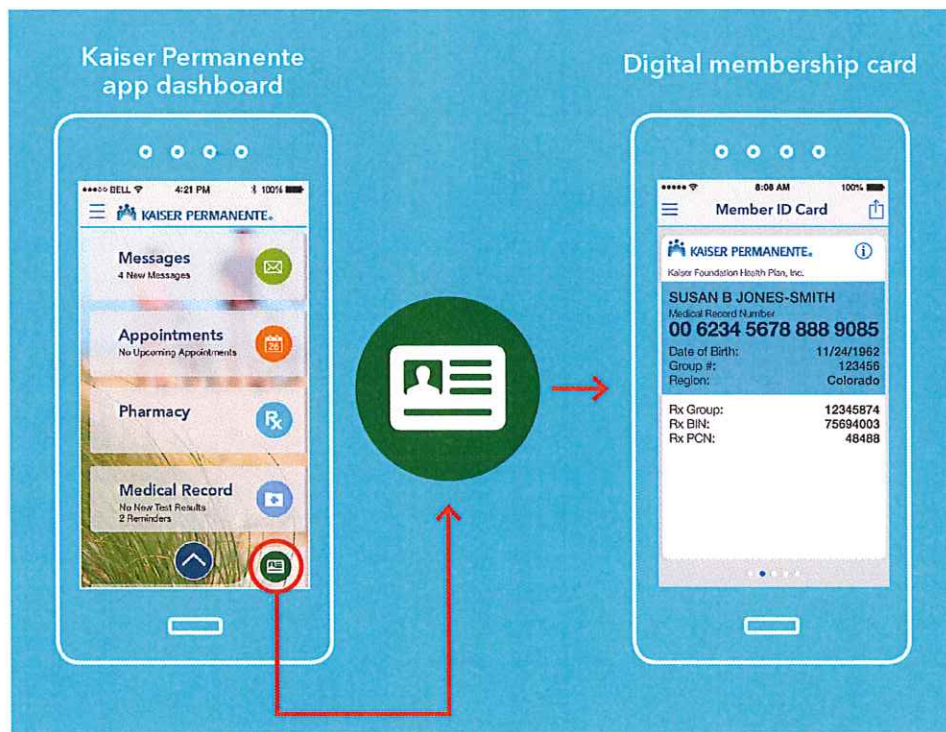 Kaiser Permanente
app dashboard
BELL 4:21 PM 100%
KAISER PERMANENTE®
Messages
4 New Messages
Appointments
No Upcoming Appointments
26
Pharmacy
Rx
Medical Record
No New Test Results
2 Reminders
Digital membership card
8:08 AM 100%
Member ID Card
KAISER PERMANENTE®
Kaiser Foundation Health Plan, Inc.
SUSAN B JONES-SMITH
Medical Record Number
00 6234 5678 888 9085
Date of Birth: 11/24/1962
Group #: 123456
Region: Colorado
Rx Group: 12345874
Rx BIN: 75694003
Rx PCN: 48488